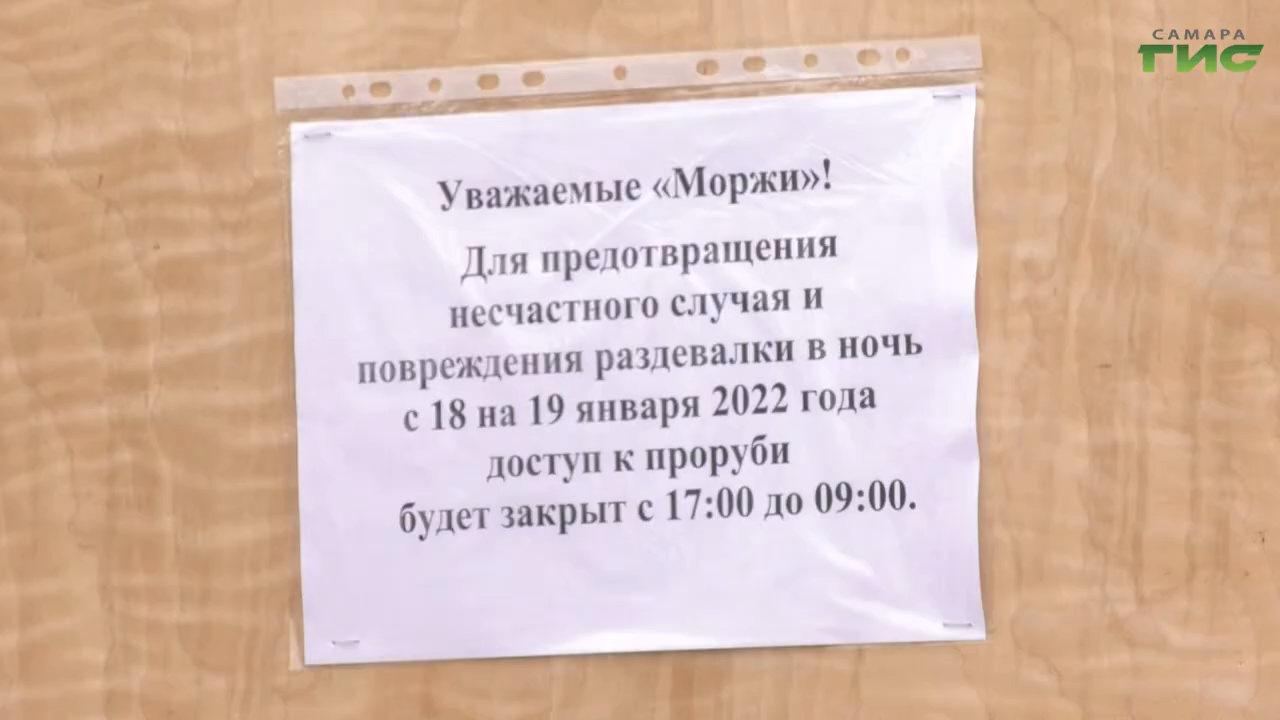 САМАРА
ГИС
Уважаемые «Моржи»!
Для предотвращения
несчастного случая и
повреждения раздевалки в ночь
с 18 на 19 января 2022 года
доступ к проруби
будет закрыт с 17:00 до 09:00.